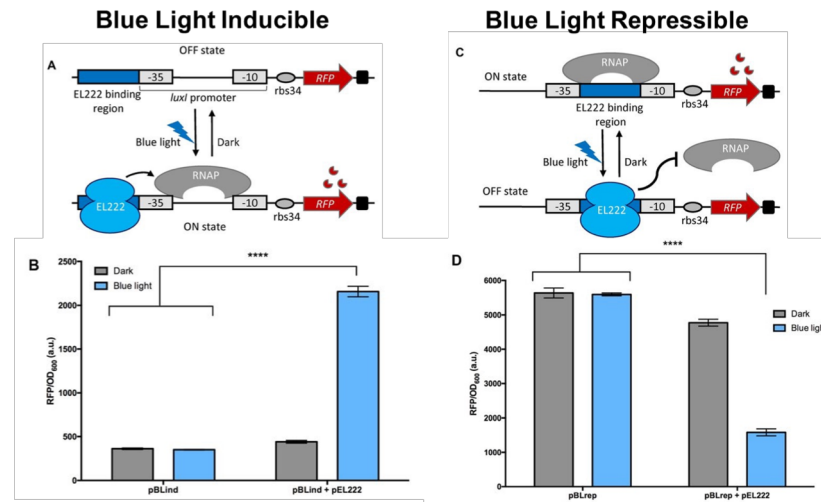 Blue Light Inducible
Blue Light Repressible
A
OFF state
-35
-10
RFP
EL222 binding
region
luxI promoter
rbs34
Blue light
Dark
RNAP
EL222
-35
-10
RFP
rbs34
ON state
C
RNAP
ON state
-35
-10
RFP
EL222 binding
region
rbs34
Blue light
Dark
RNAP
OFF state
-35
EL222
-10
RFP
rbs34
B
Dark
Blue light
****
RFP/OD600 (a.u.)
2500
2000
1500
1000
500
0
pBLind
pBLind + pEL222
D
****
Dark
Blue light
RFP/OD600 (a.u.)
6000
5000
4000
3000
2000
1000
0
pBLrep
pBLrep + pEL222